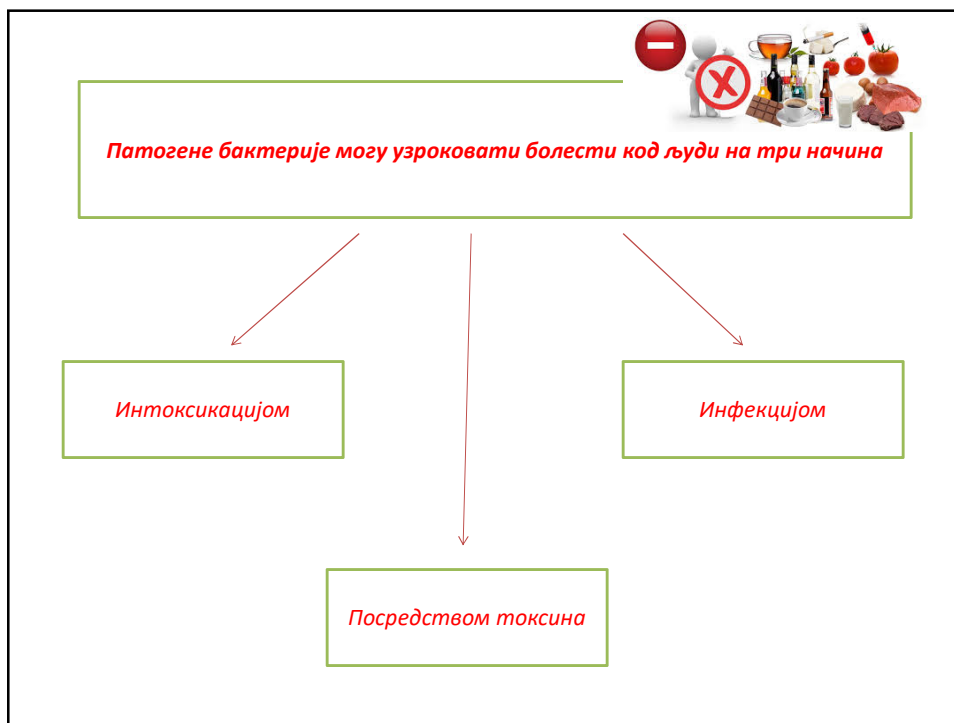 Патогене бактерије могу узроковати болести код људи на три начина
Интоксикацијом
Инфекцијом
Посредством токсина